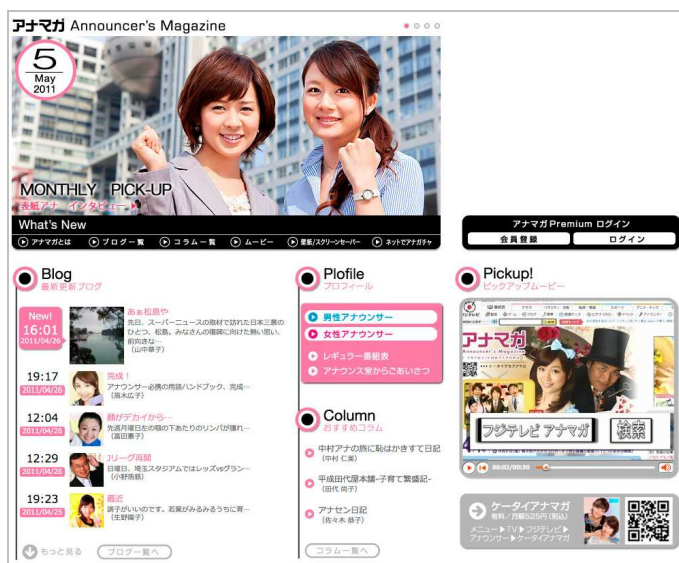 アナマガ Announcer's Magazine
5
May
2011
MONTHLY PICK-UP
表紙アナ インタビュー
What's New
アナマガとは
ブログ一覧
コラム一覧
ムービー
壁紙/スクリーンセーバー
ネットでアナガチャ
アナマガPremium ログイン
会員登録
ログイン
Blog
最新更新ブログ
New!
16:01
2011/04/26
あぁ松島や
先日、スーパーニュースの取材で訪れた日本三景の
ひとつ、松島。みなさんの復興に向けた熱い思い、
前向きな…
(山中章子)
19:17
2011/04/26
完成!
アナウンサー必携の用語ハンドブック、完成…
(高木広子)
12:04
2011/04/26
顔がデカイから…
先週月曜日左の顎の下あたりのリンパが腫れ…
12:29
2011/04/26
Jリーグ再開
日曜日、埼玉スタジアムではレッズvsグラン…
(小野浩慈)
19:23
2011/04/25
最近
調子がいいのです。若葉がみるみるうちに育…
(生野陽子)
もっと見る
ブログ一覧へ
Plofile
プロフィール
男性アナウンサー
女性アナウンサー
レギュラー番組表
アナウンス室からごあいさつ
Column
おすすめコラム
中村アナの旅に恥はかきすて日記
(中村 仁美)
平成田代屋本舗-子育て繁盛記-
(田代 尚子)
アナセン日記
(佐々木 恭子)
コラム一覧へ
Pickup!
ピックアップムービー
アナマガ
Announcer's Magazine
フジテレビ アナマガ
検索
00:02/00:30
ケータイアナマガ
有料/月額525円(税込)
メニュー▶TV▶フジテレビ▶
アナウンサー▶ケータイアナマガ